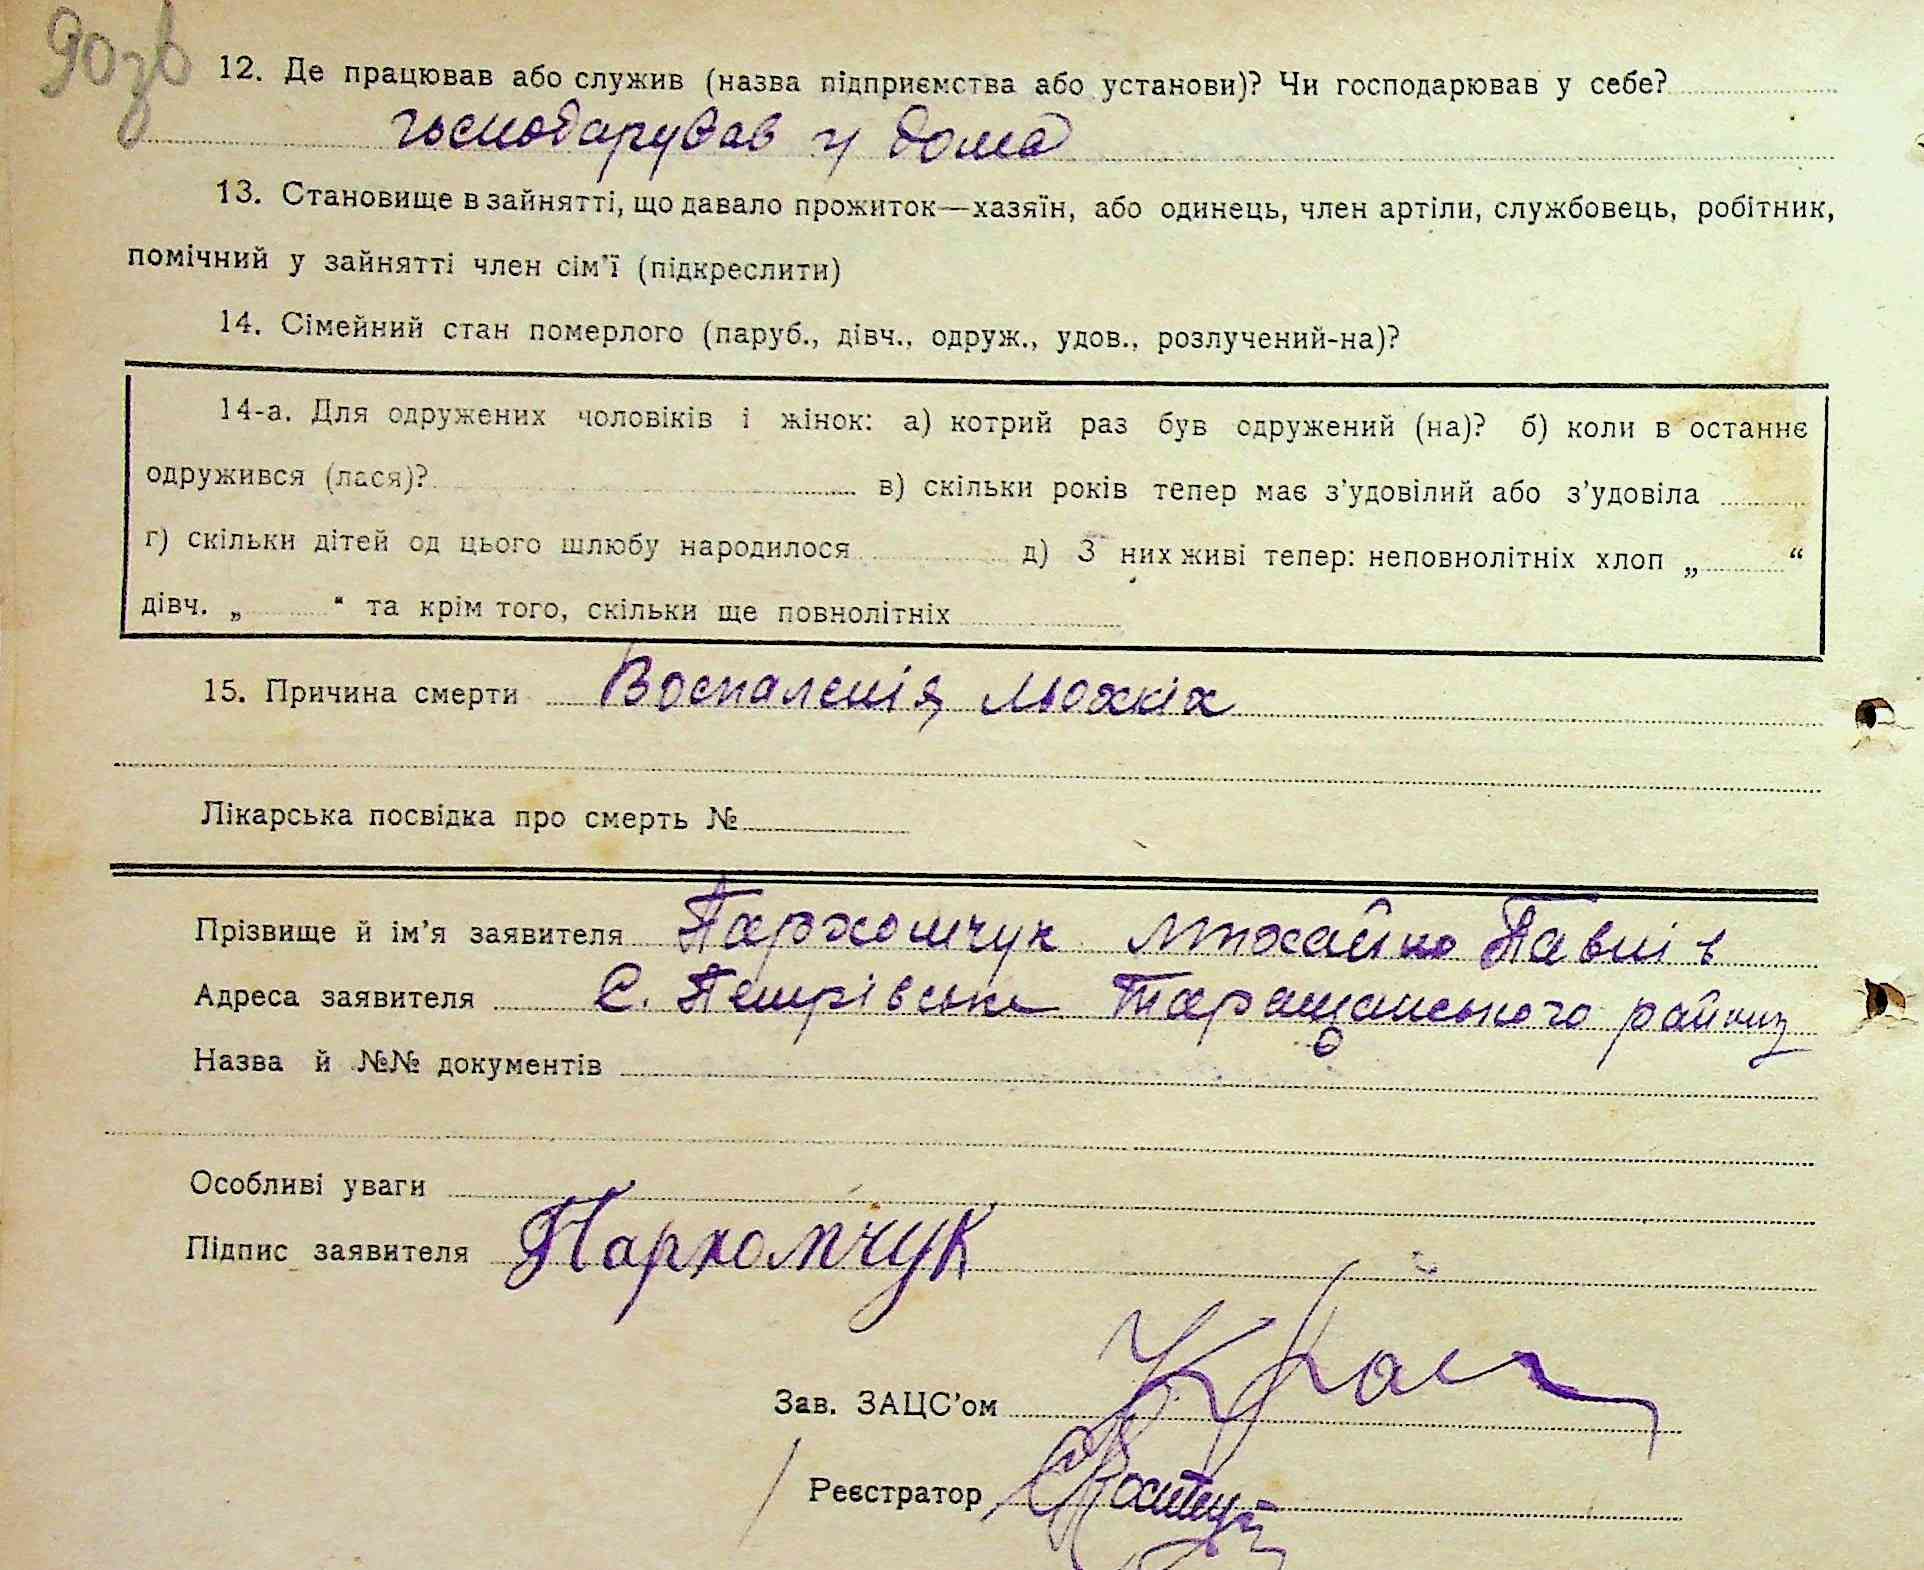 90зв
12. Де працював або служив (назва підприємства або установи)? Чи господарював у себе?
господарував у дома
13. Становище в зайнятті, що давало прожиток—хазяїн, або одинець, член артіли, службовець, робітник,
помічний у зайнятті член сім'ї (підкреслити)
14. Сімейний стан померлого (паруб., дівч., одруж., удов., розлучений-на)?
14-а. Для одружених чоловіків і жінок: а) котрий раз був одружений (на)? б) коли в останнє
одружився (лася)? в) скільки років тепер має з'удовілий або з'удовіла
г) скільки дітей од цього шлюбу народилося д) З них живі тепер: неповнолітніх хлоп „ “
дівч. „ “ та крім того, скільки ще повнолітніх
15. Причина смерти Воспаленія льохкіх
Лікарська посвідка про смерть №
Прізвище й ім'я заявителя Пархомчук Михайло Павлів
Адреса заявителя С. Петрівське Таращанського району
Назва й №№ документів
Особливі уваги
Підпис заявителя Пархомчук
Зав. ЗАЦС'ом
Реєстратор